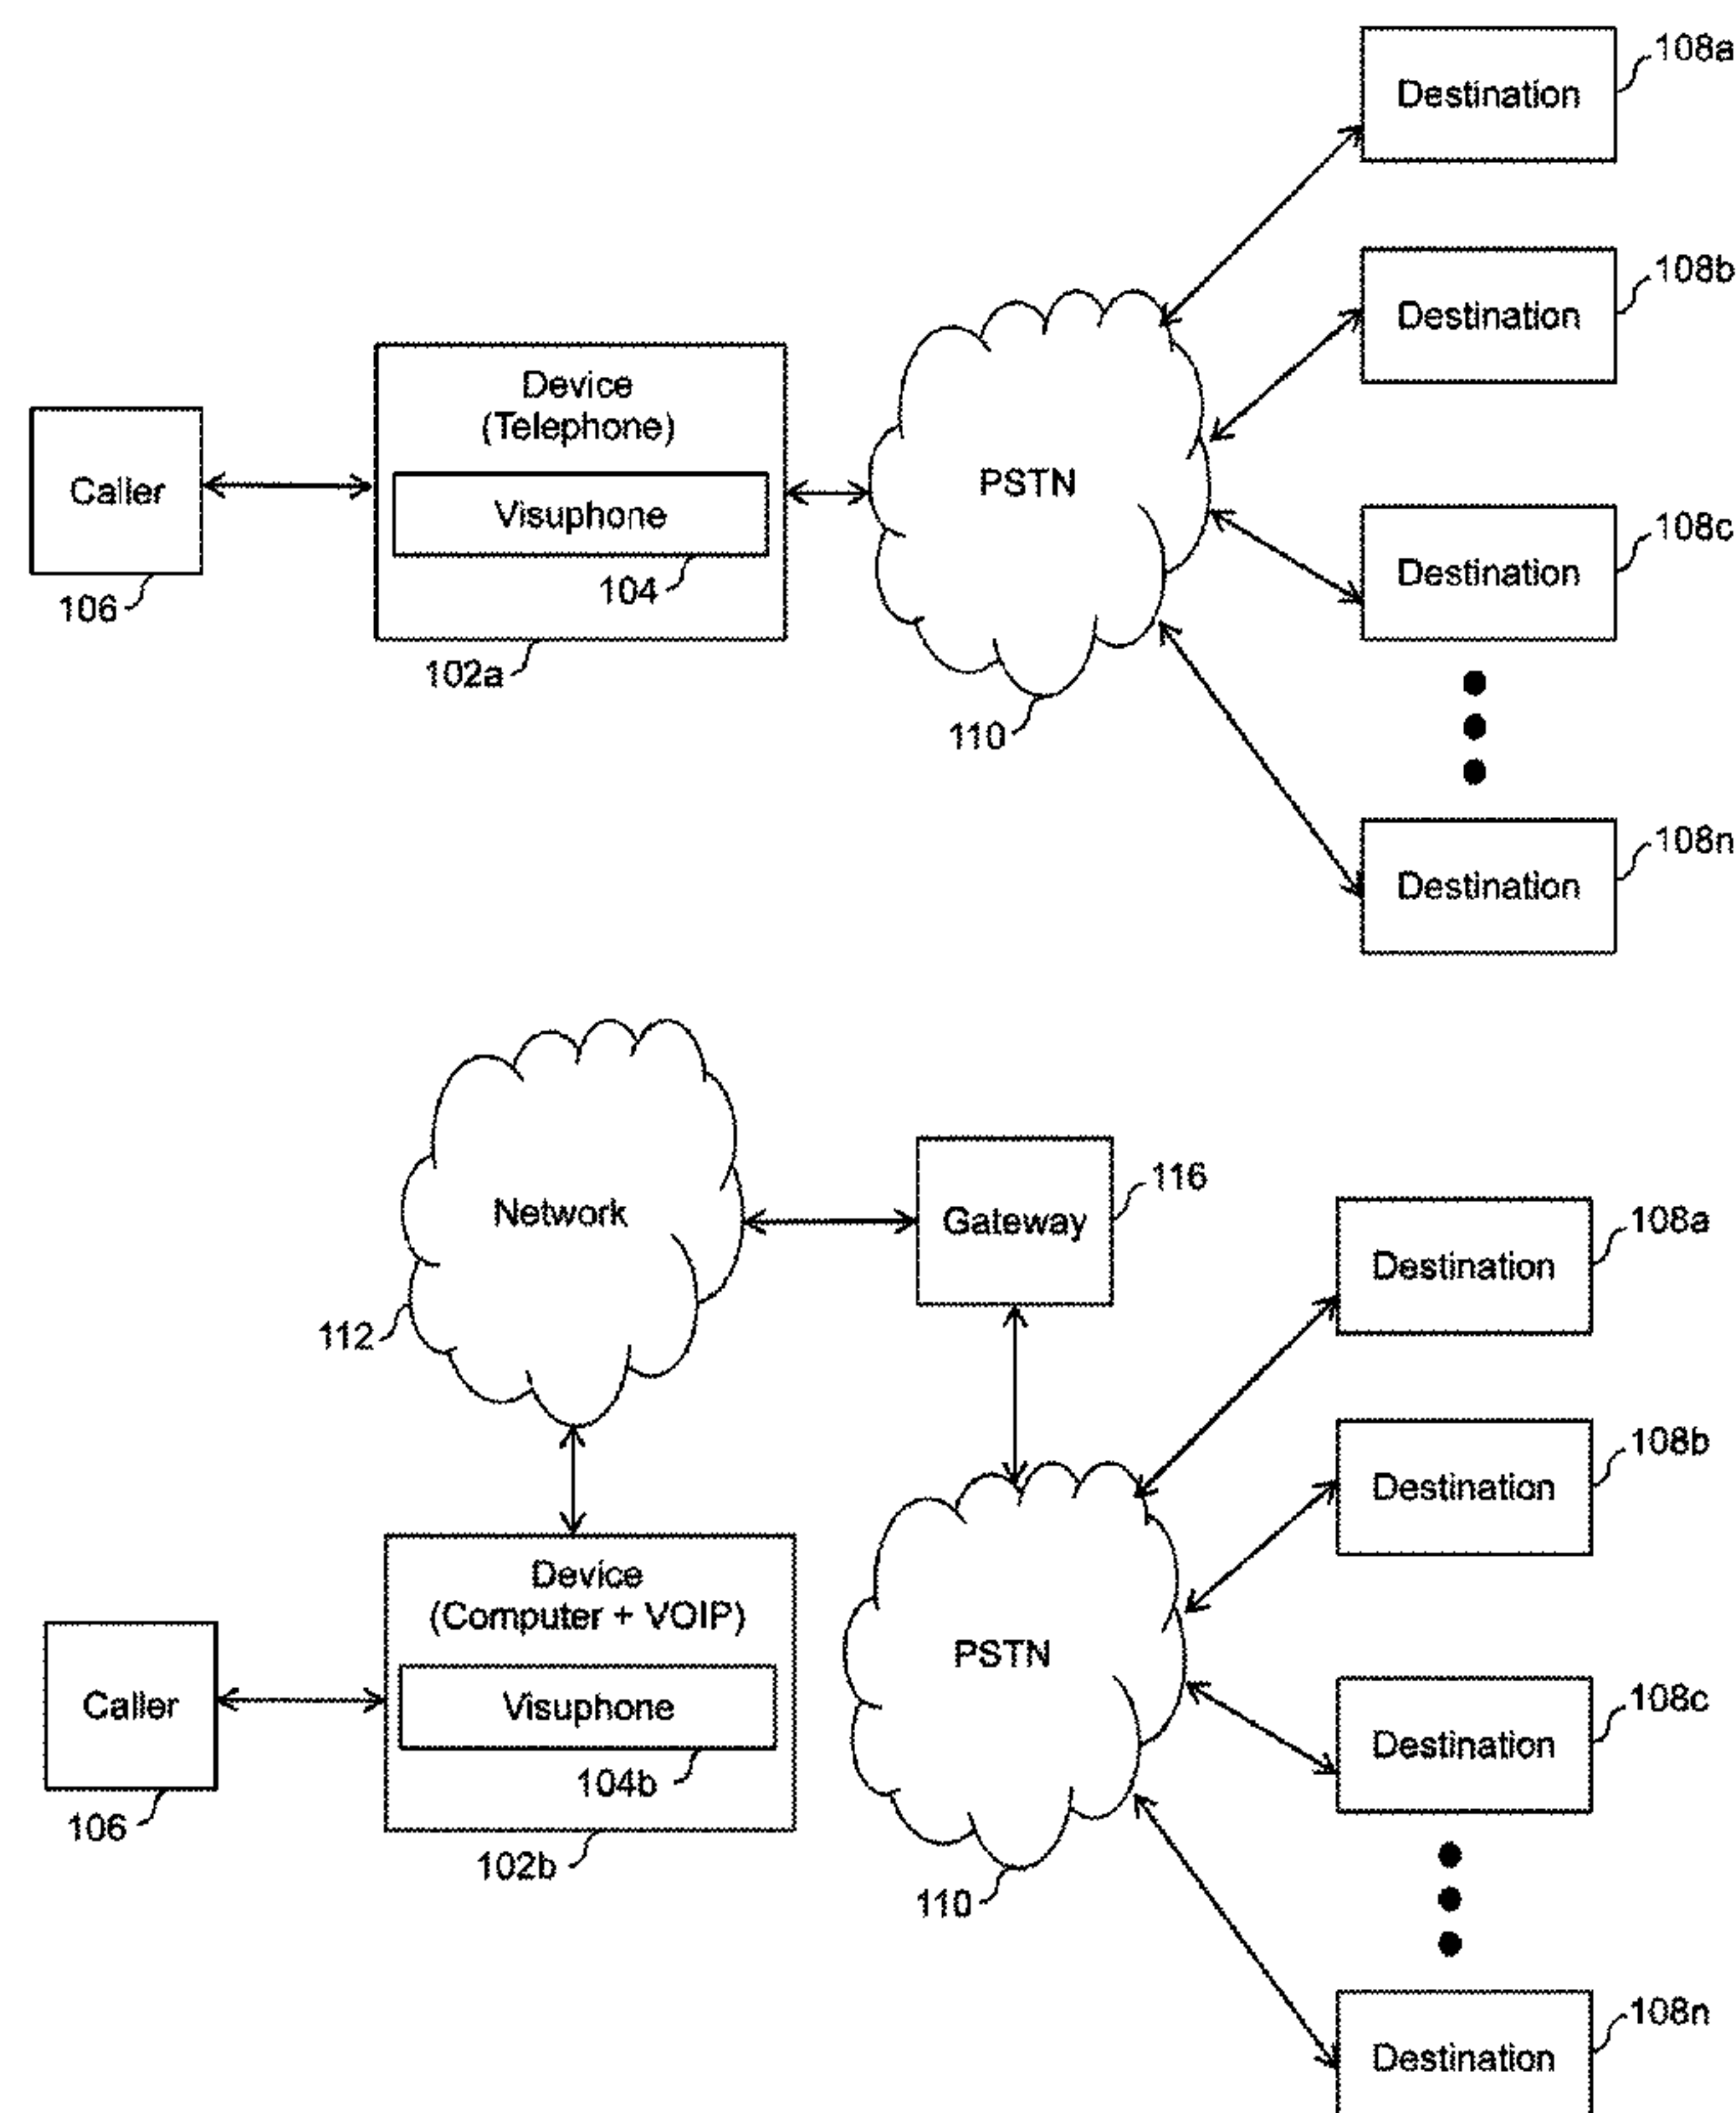 108a
Destination
108b
Destination
Device
(Telephone)
Caller
Visuphone
PSTN
108c
Destination
104
106
102a
110
108n
Destination
Network
116
Gateway
108a
Destination
112
108b
Destination
Device
(Computer + VOIP)
PSTN
Caller
Visuphone
108c
Destination
104b
106
102b
110
108n
Destination